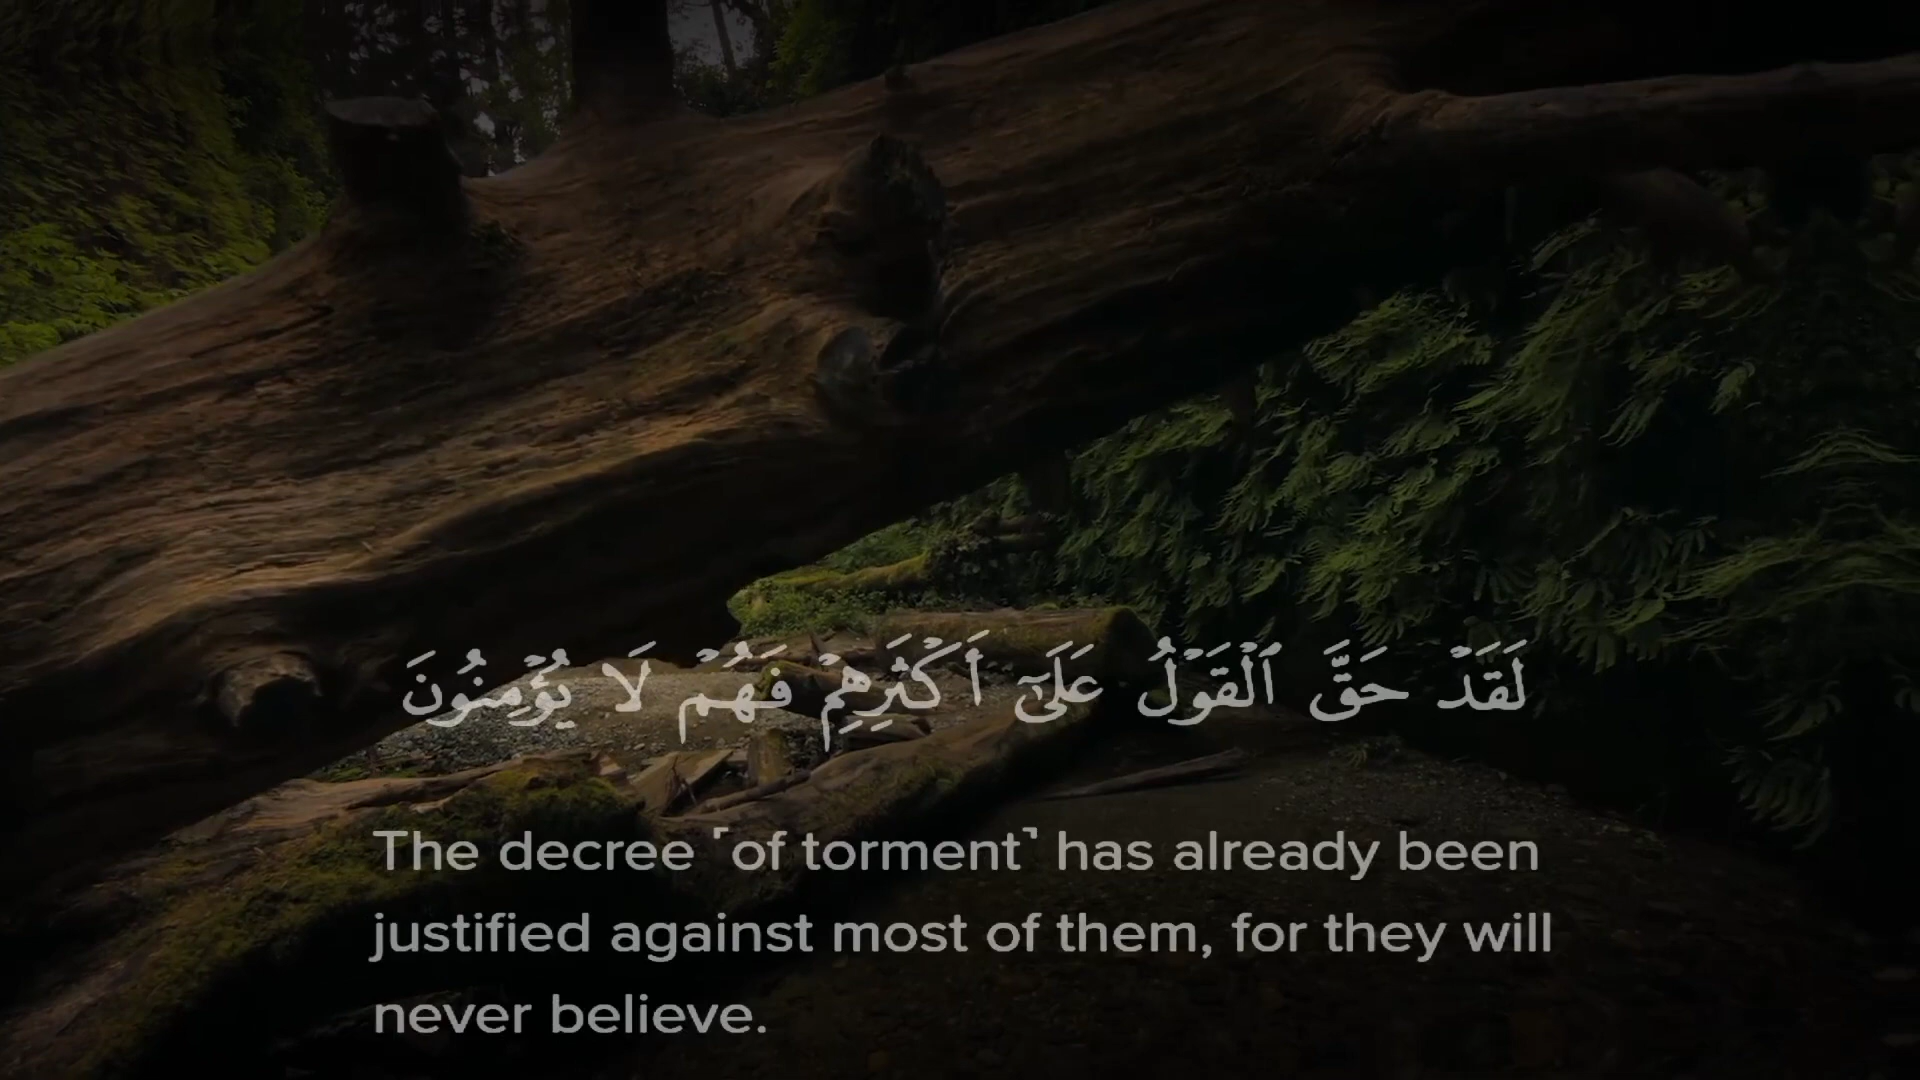 لَقَدْ حَقَّ ٱلْقَوْلُ عَلَىٰٓ أَكْثَرِهِمْ فَهُمْ لَا يُؤْمِنُونَ
The decree ˹of torment˺ has already been
justified against most of them, for they will
never believe.